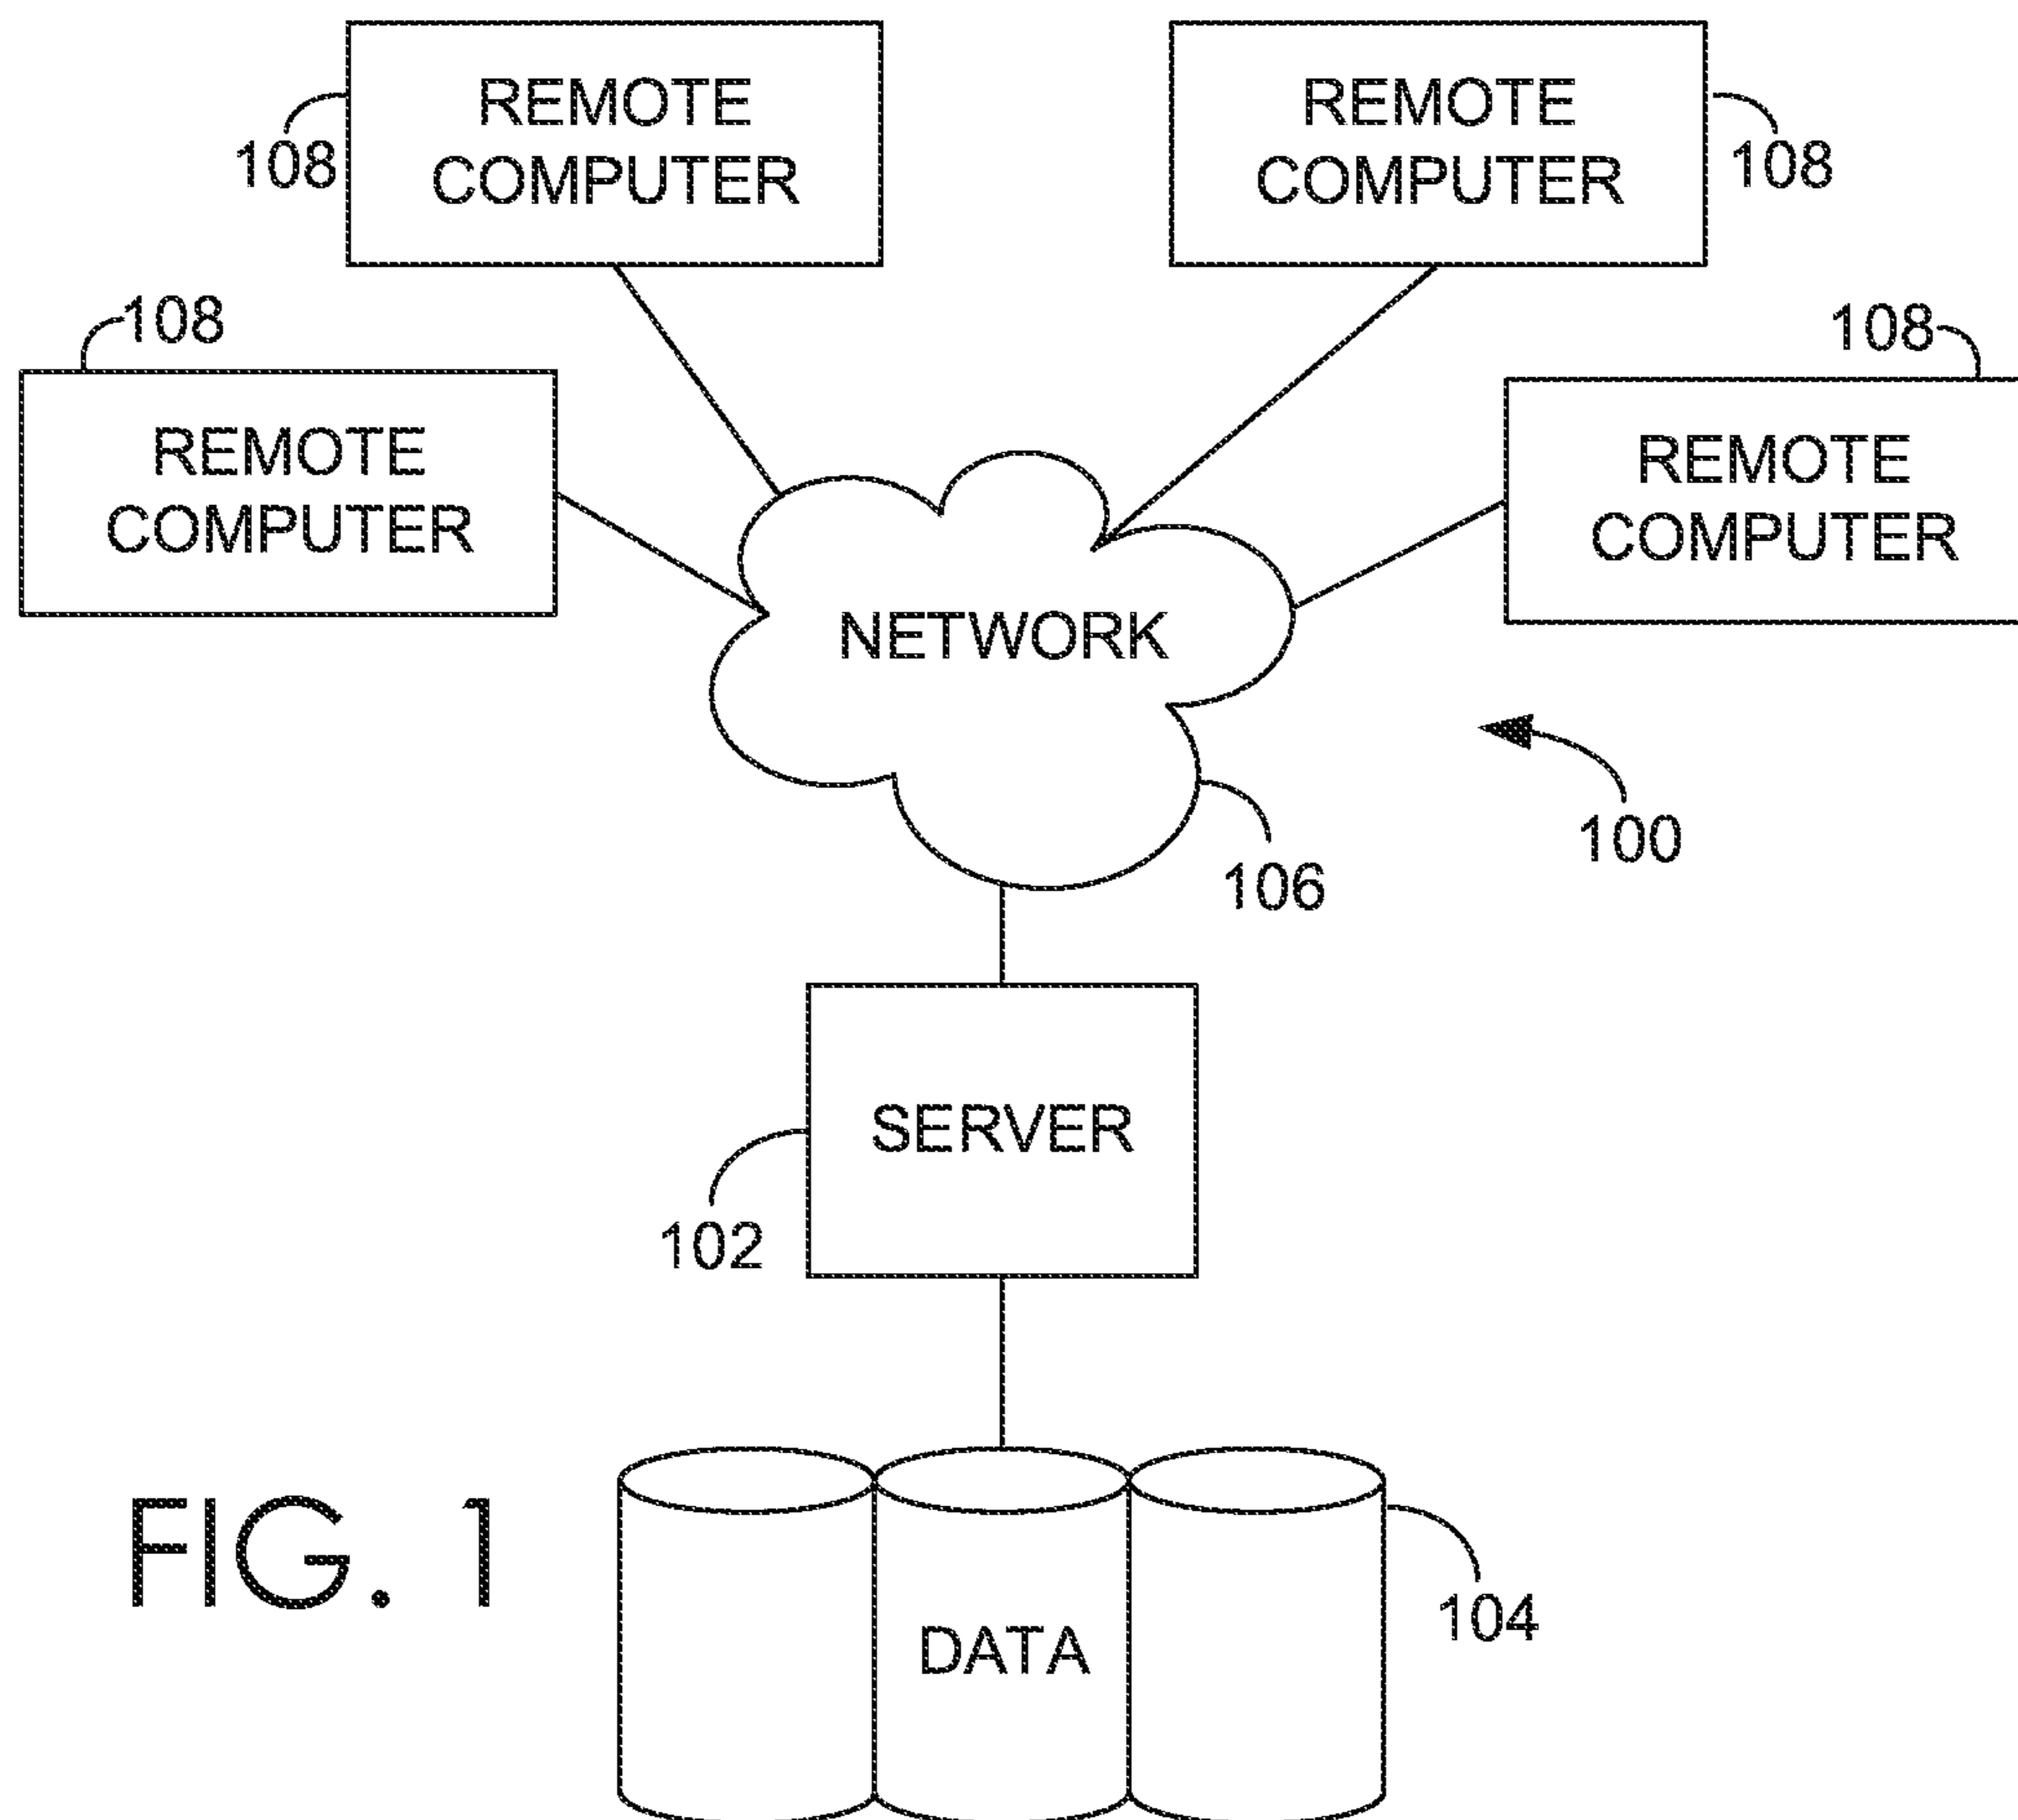 REMOTE
COMPUTER
108
REMOTE
COMPUTER
108
108
REMOTE
COMPUTER
108
REMOTE
COMPUTER
NETWORK
100
106
SERVER
102
FIG. 1
DATA
104